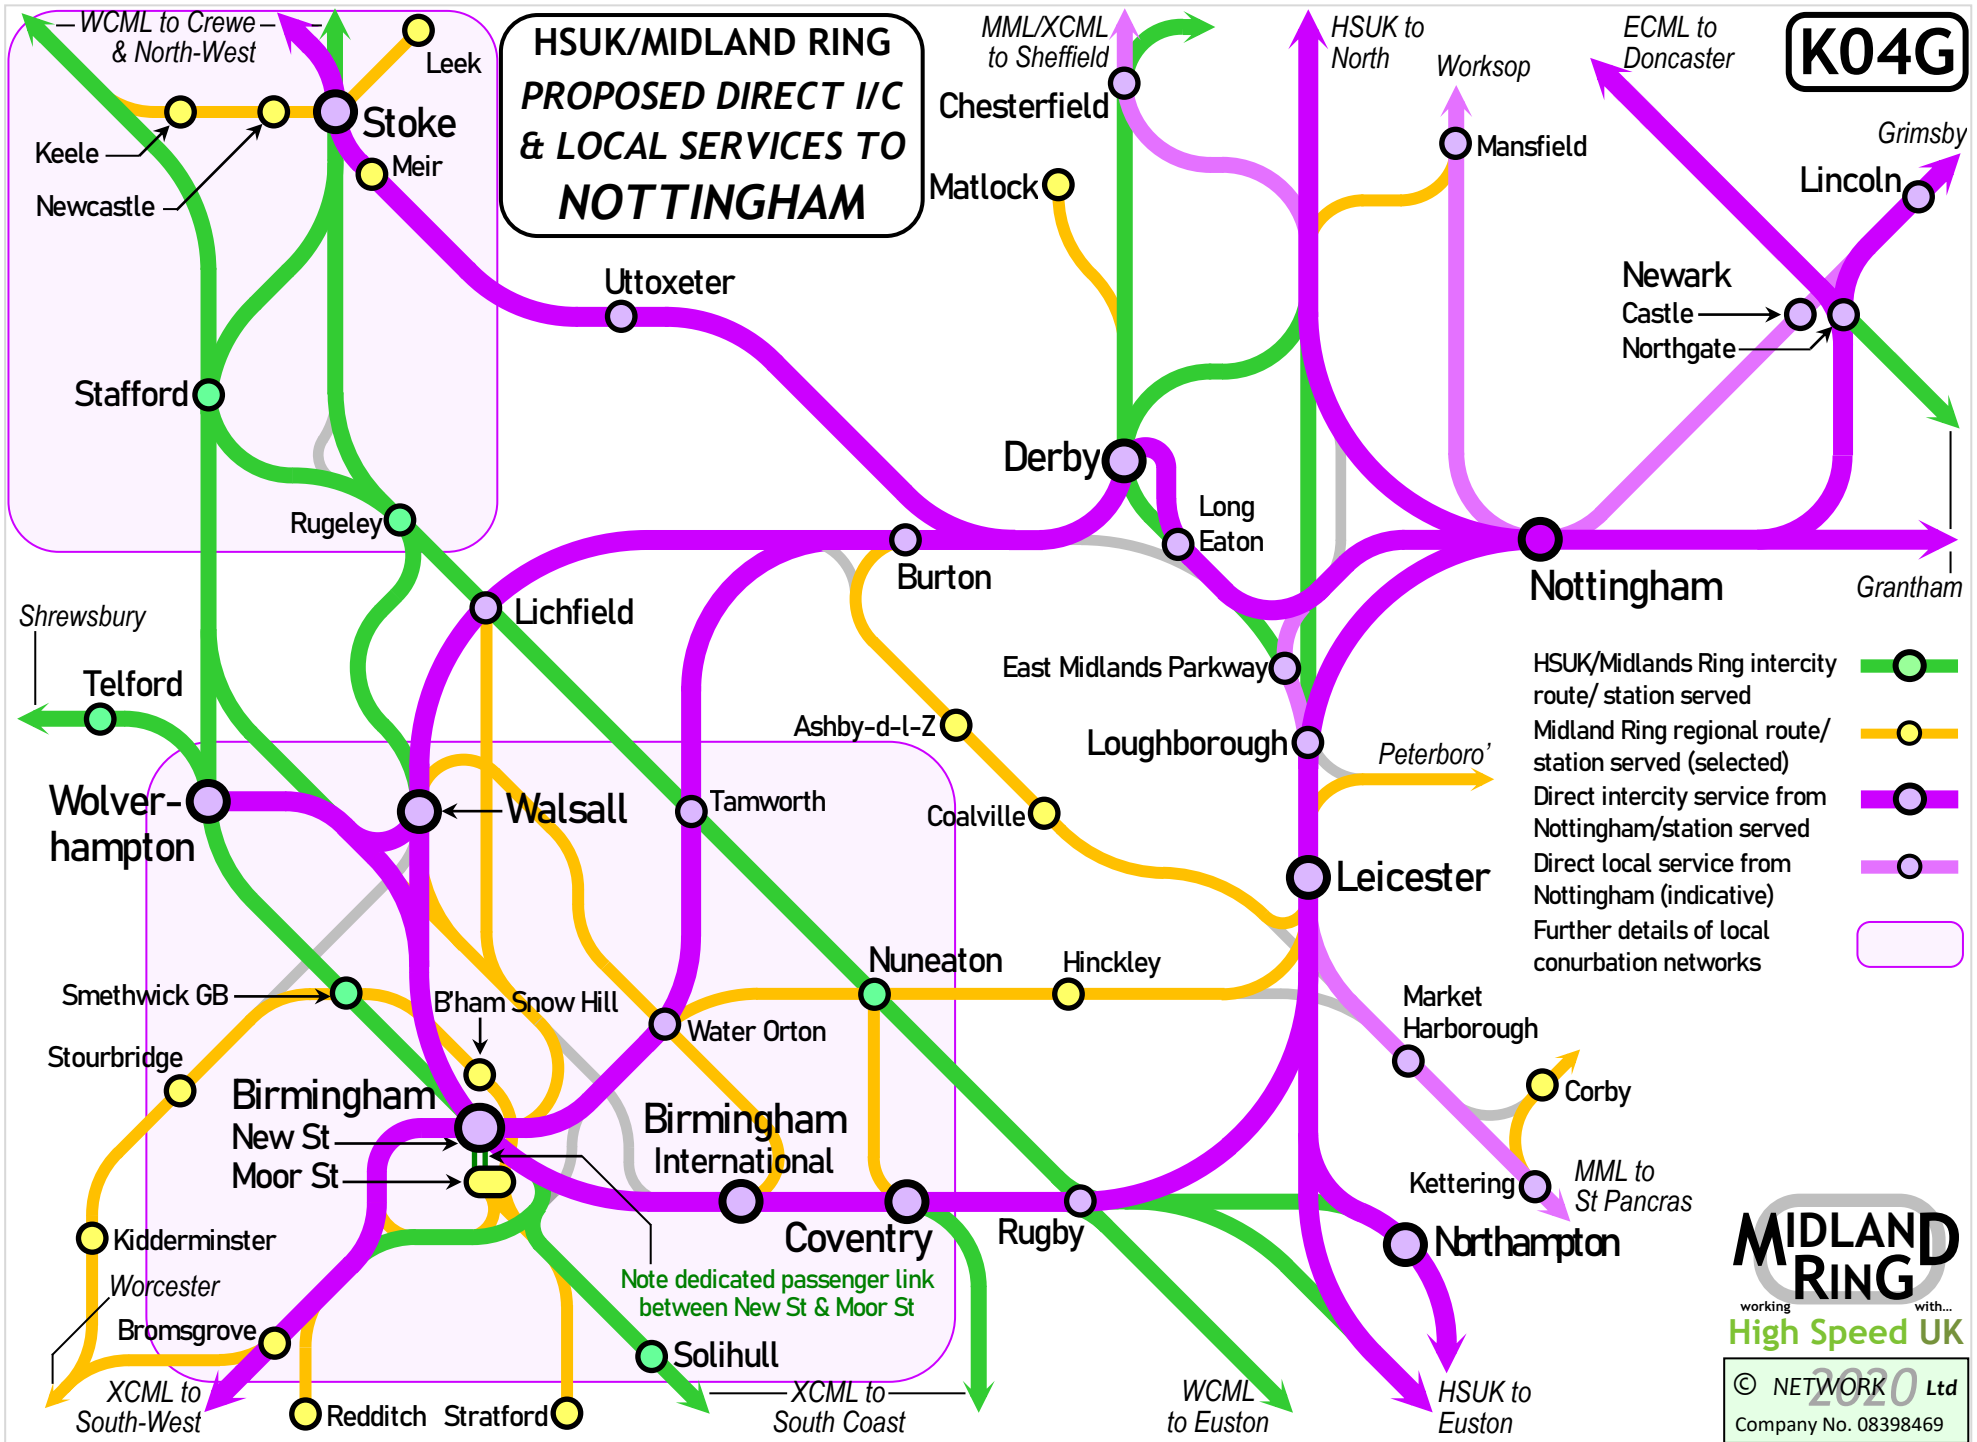 WCML to Crewe
& North-West
Leek
Stoke
Keele
Meir
Newcastle
HSUK/MIDLAND RING
PROPOSED DIRECT I/C
& LOCAL SERVICES TO
NOTTINGHAM
MML/XCML
to Sheffield
Chesterfield
HSUK to
North
Worksop
ECML to
Doncaster
K04G
Mansfield
Matlock
Grimsby
Lincoln
Uttoxeter
Newark
Castle
Northgate
Stafford
Derby
Long
Eaton
Rugeley
Burton
Nottingham
Grantham
Lichfield
Shrewsbury
Telford
East Midlands Parkway
Ashby-d-l-Z
Loughborough
Peterboro'
HSUK/Midlands Ring intercity
route/ station served
Midland Ring regional route/
station served (selected)
Direct intercity service from
Nottingham/station served
Direct local service from
Nottingham (indicative)
Further details of local
conurbation networks
Wolver-
hampton
Walsall
Tamworth
Coalville
Leicester
Nuneaton
Hinckley
Smethwick GB
B'ham Snow Hill
Water Orton
Market
Harborough
Stourbridge
Birmingham
New St
Moor St
Birmingham
International
Corby
Kettering
MML to
St Pancras
Coventry
Rugby
Northampton
Kidderminster
Worcester
Note dedicated passenger link
between New St & Moor St
Bromsgrove
Solihull
XCML to
South-West
Redditch
Stratford
XCML to
South Coast
WCML
to Euston
HSUK to
Euston
MIDLAND
RING
working with...
High Speed UK
© NETWORK 2020 Ltd
Company No. 08398469